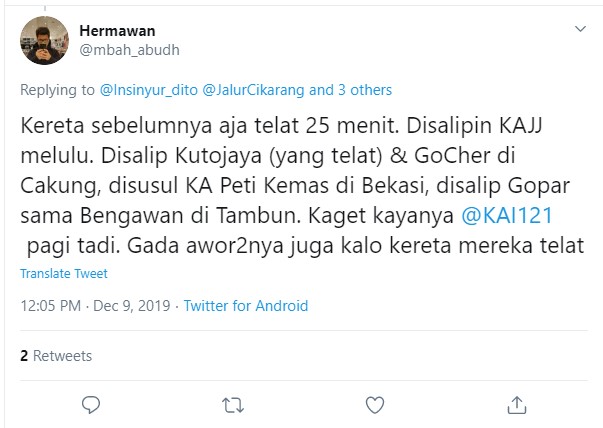 Hermawan
@mbah_abudh
Replying to @Insinyur_dito @JalurCikarang and 3 others
Kereta sebelumnya aja telat 25 menit. Disalipin KAJJ
melulu. Disalip Kutojaya (yang telat) & GoCher di
Cakung, disusul KA Peti Kemas di Bekasi, disalip Gopar
sama Bengawan di Tambun. Kaget kayanya @KAI121
pagi tadi. Gada awor2nya juga kalo kereta mereka telat
Translate Tweet
12:05 PM · Dec 9, 2019 · Twitter for Android
2 Retweets